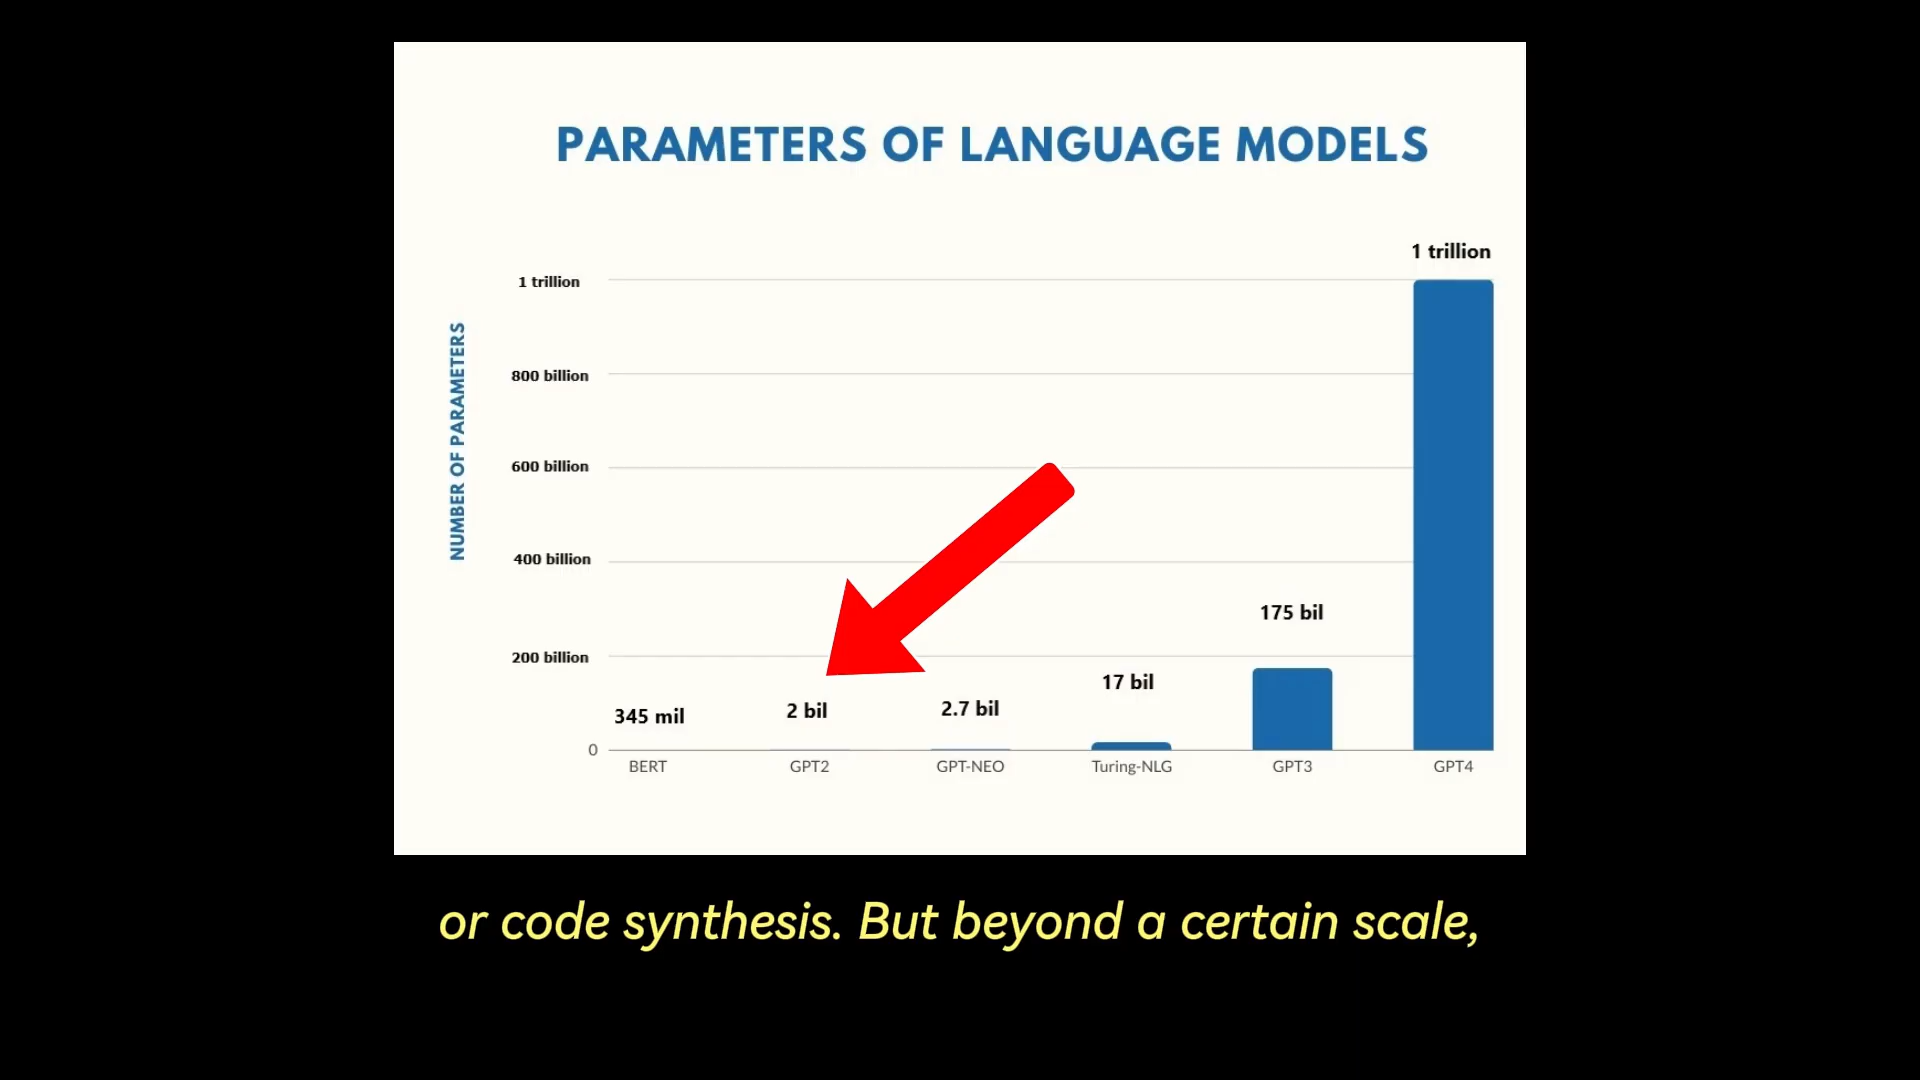 PARAMETERS OF LANGUAGE MODELS
1 trillion
1 trillion
800 billion
NUMBER OF PARAMETERS
600 billion
400 billion
175 bil
200 billion
17 bil
345 mil
2 bil
2.7 bil
0
BERT
GPT2
GPT-NEO
Turing-NLG
GPT3
GPT4
or code synthesis. But beyond a certain scale,